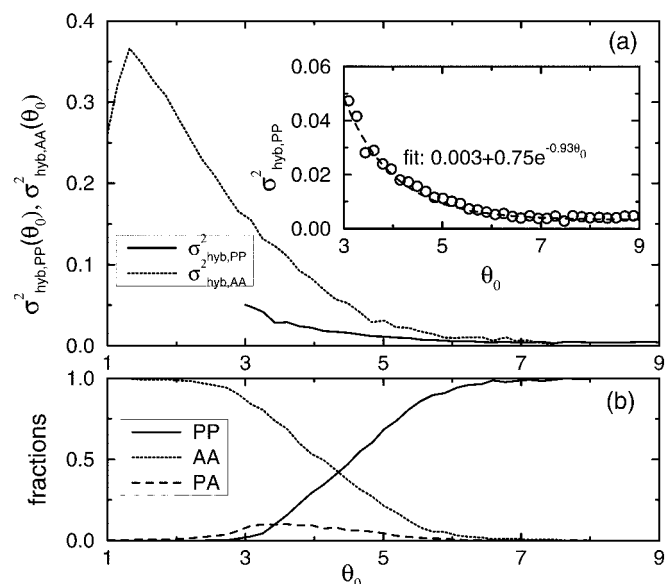 (a)
σ²hyb,PP(θ₀), σ²hyb,AA(θ₀)
0.4
0.3
0.2
0.1
0.0
σ²hyb,PP
σ²hyb,AA
1 3 5 7 9
σ²hyb,PP
0.06
0.04
0.02
0.00
fit: 0.003+0.75e^-0.93θ₀
3 5 7 9
θ₀
(b)
fractions
1.0
0.5
0.0
PP
AA
PA
1 3 5 7 9
θ₀